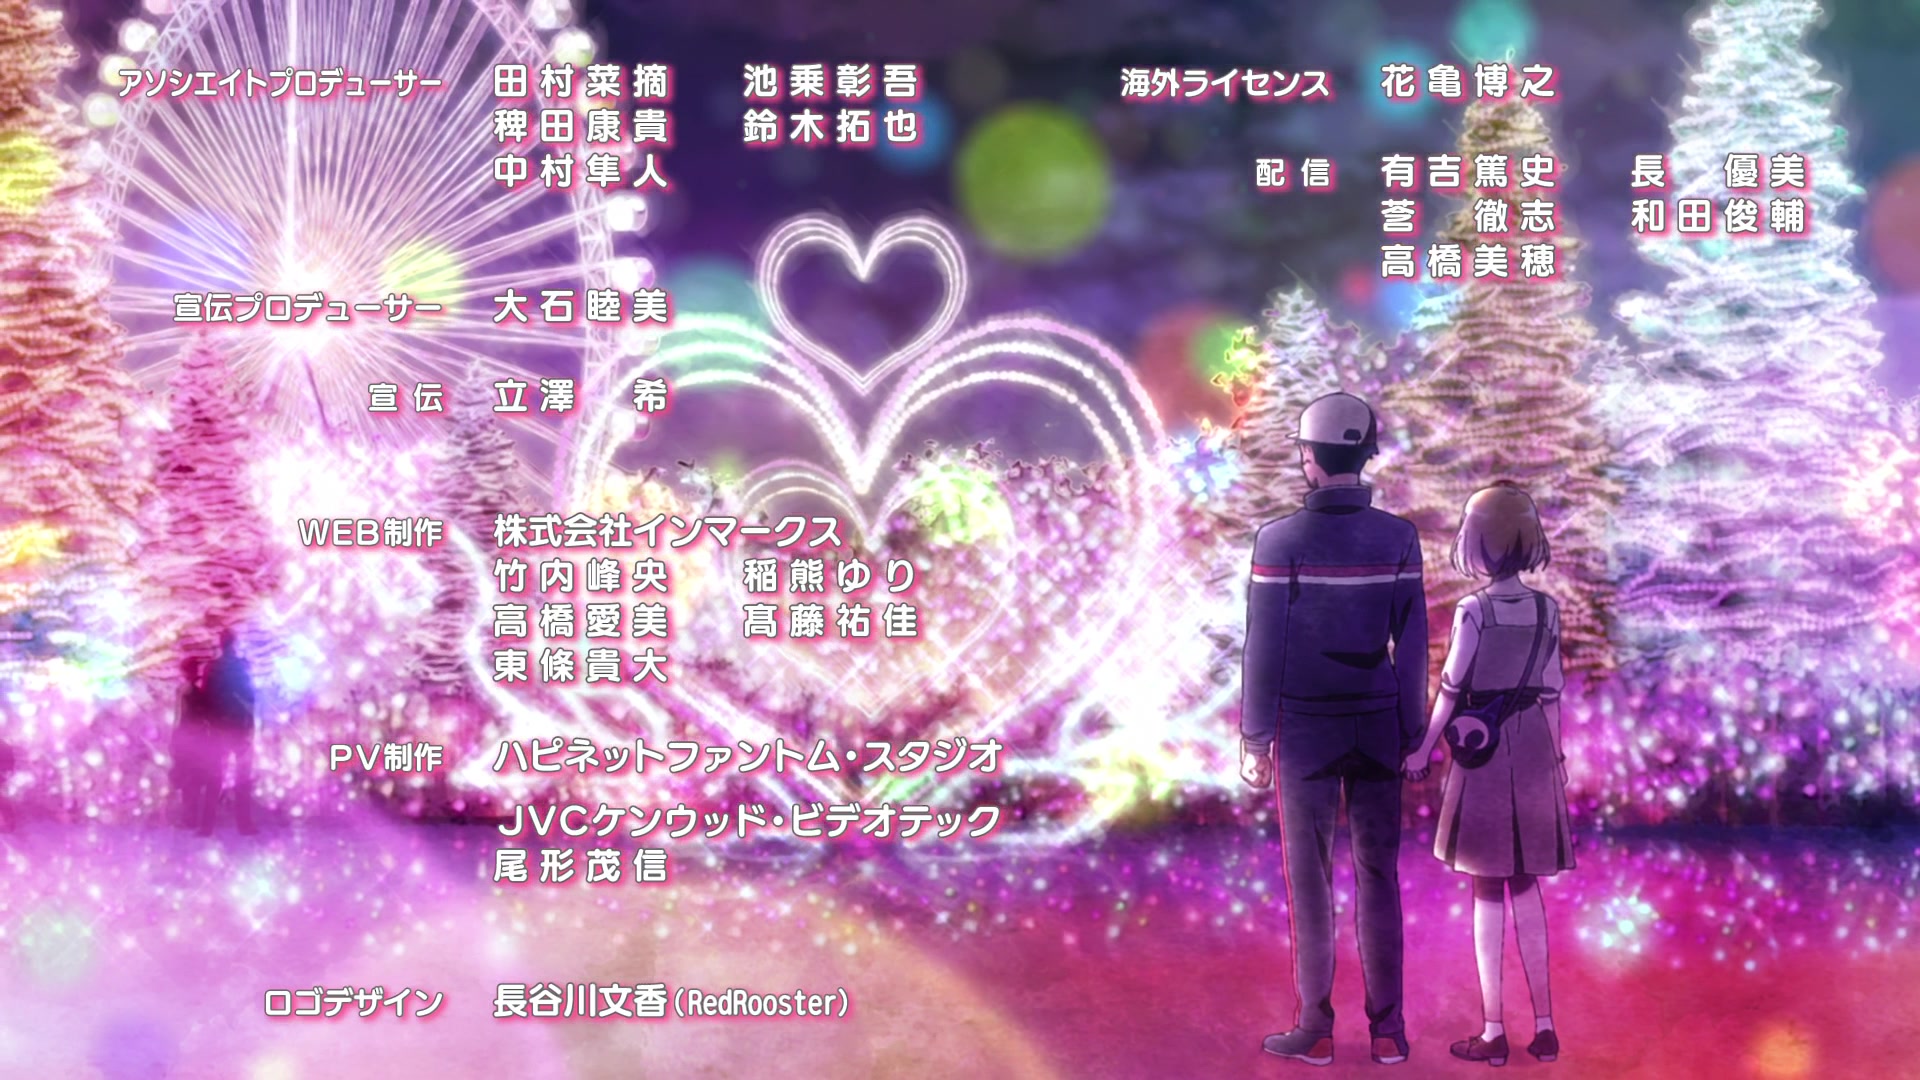 アソシエイトプロデューサー 田村菜摘 池乗彰吾
稗田康貴 鈴木拓也
中村隼人
宣伝プロデューサー 大石睦美
宣伝 立澤 希
WEB制作 株式会社インマークス
竹内峰央 稲熊ゆり
高橋愛美 髙藤祐佳
東條貴大
PV制作 ハピネットファントム・スタジオ
JVCケンウッド・ビデオテック
尾形茂信
ロゴデザイン 長谷川文香(RedRooster)
海外ライセンス 花亀博之
配信 有吉篤史 長 優美
莟 徹志 和田俊輔
高橋美穂